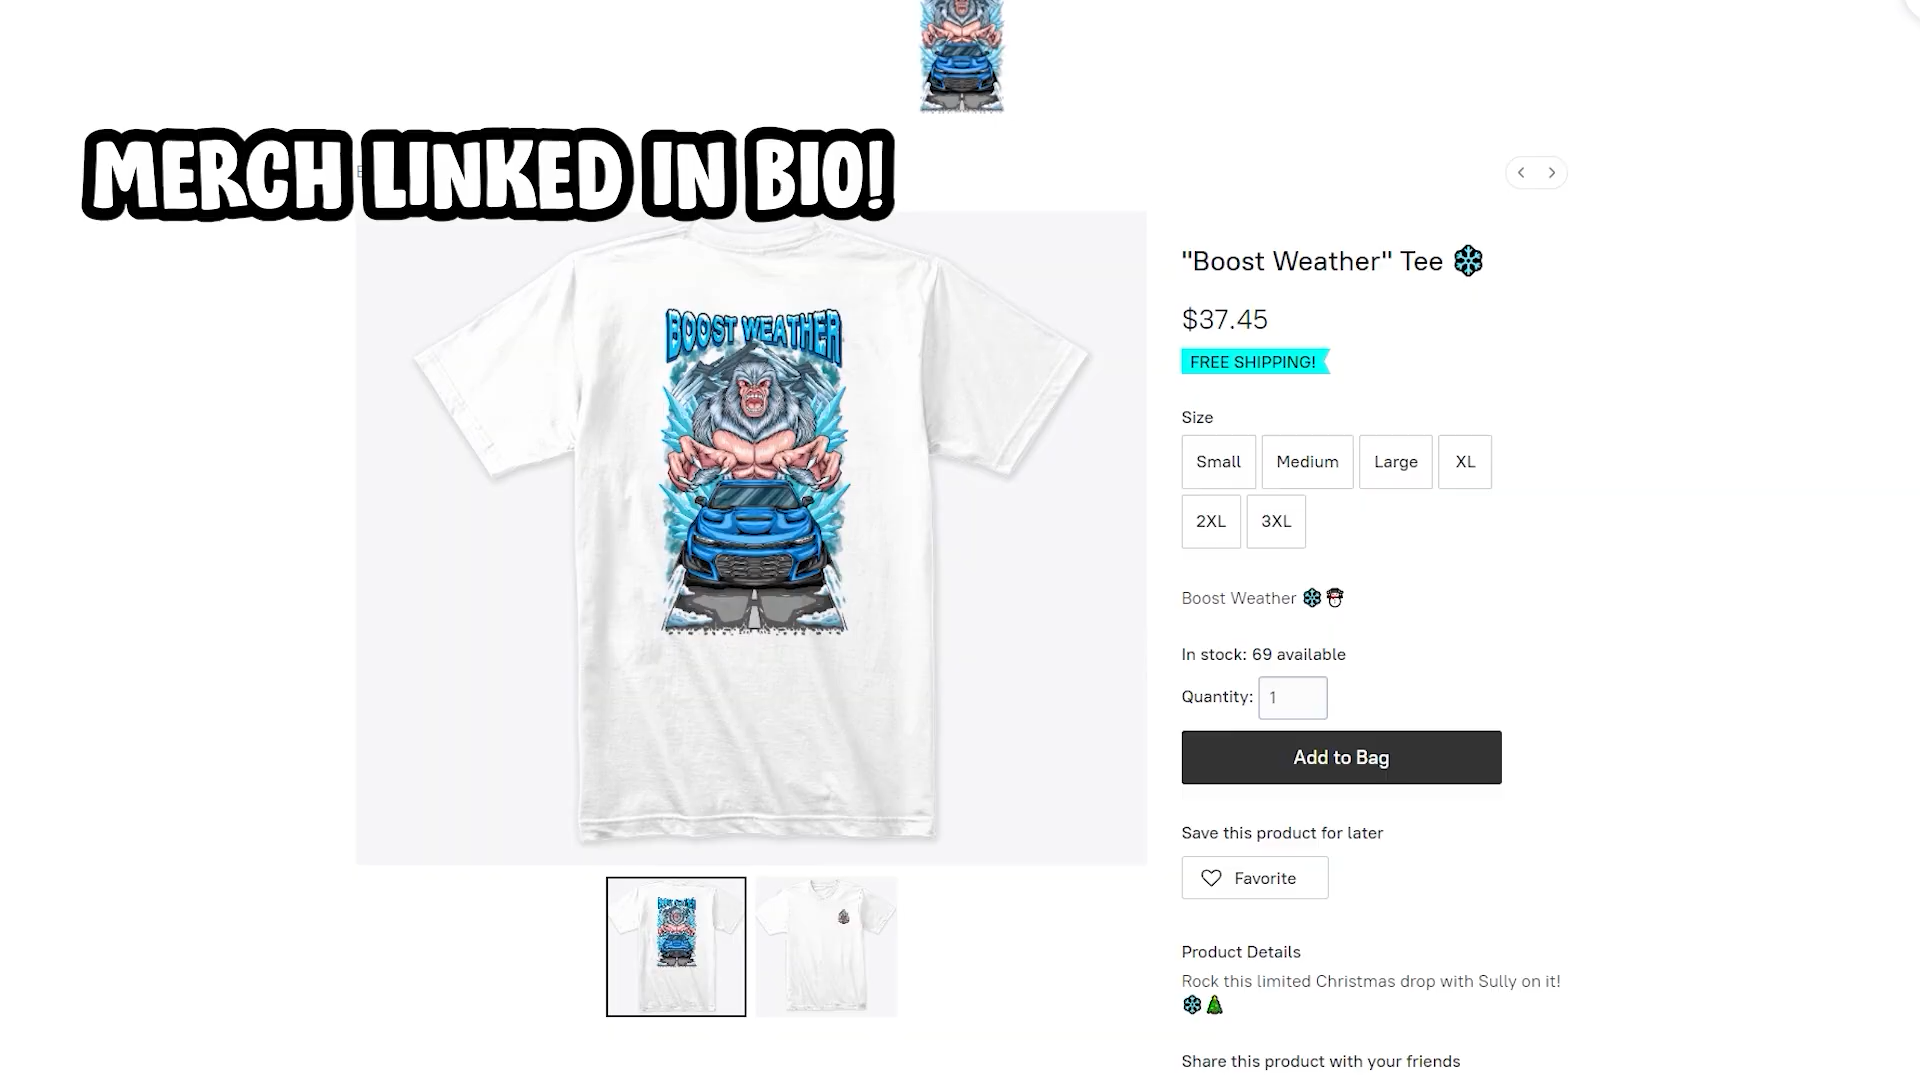 MERCH LINKED IN BIO!
BOOST WEATHER
"Boost Weather" Tee ❄️
$37.45
FREE SHIPPING!
Size
Small
Medium
Large
XL
2XL
3XL
Boost Weather ❄️☃️
In stock: 69 available
Quantity: 1
Add to Bag
Save this product for later
Favorite
Product Details
Rock this limited Christmas drop with Sully on it!
❄️🎄
Share this product with your friends